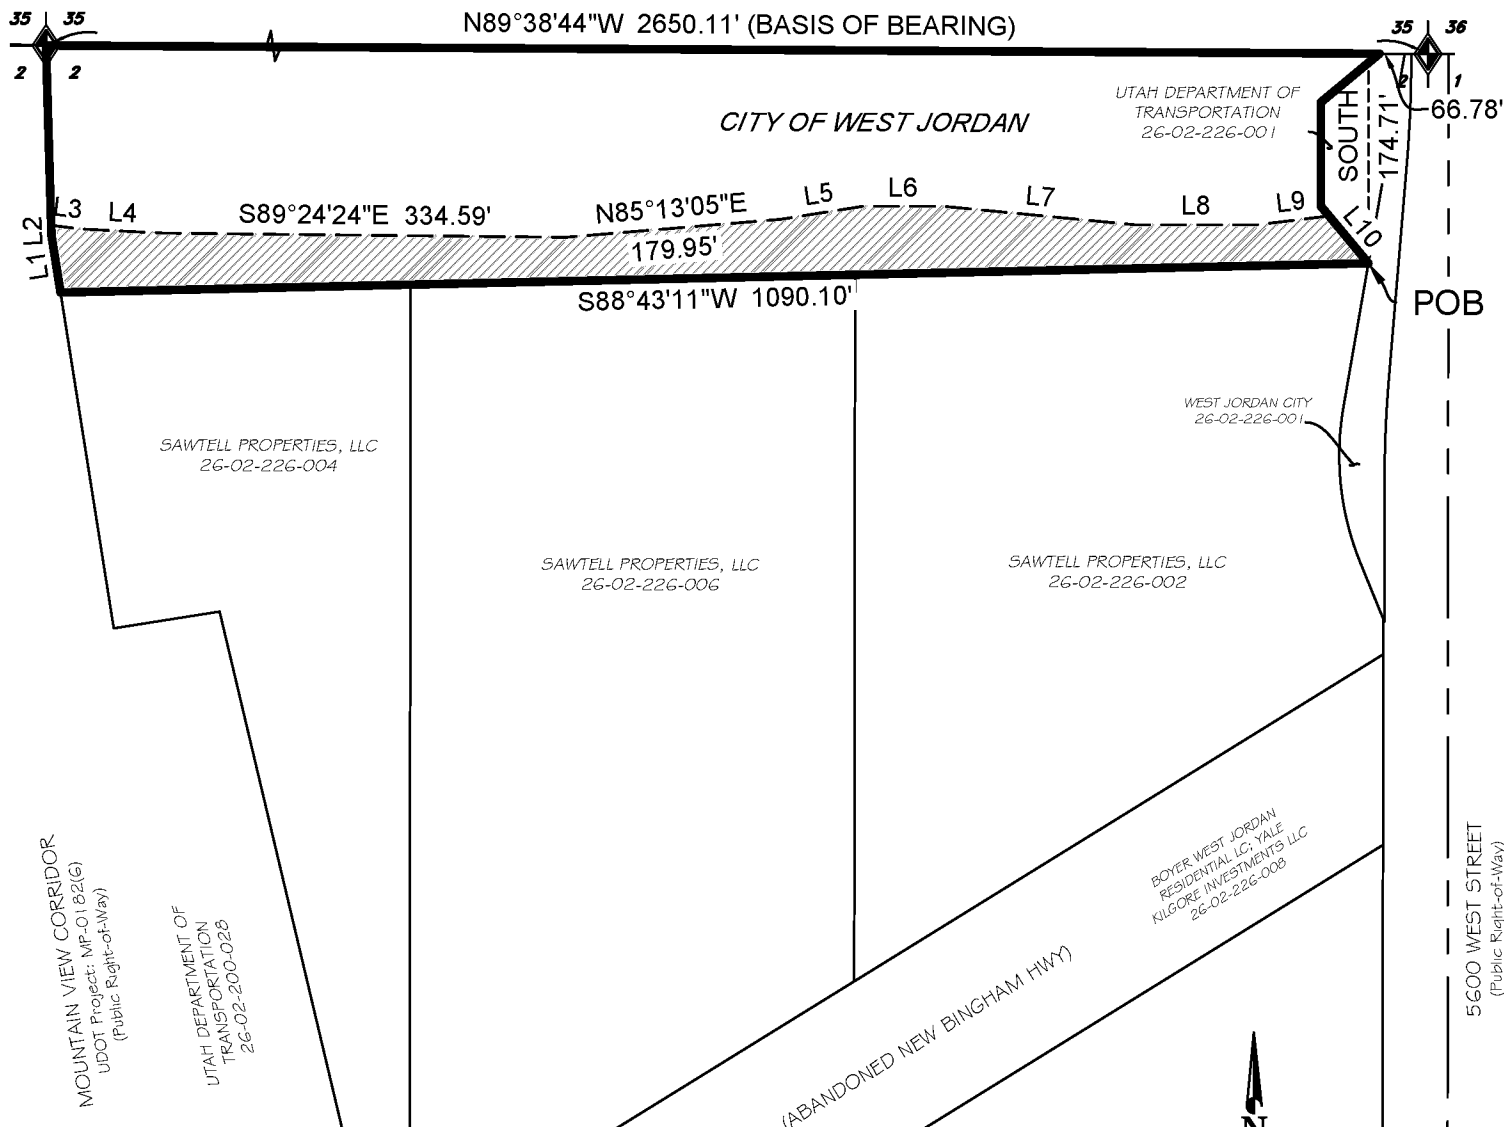 35
35
N89°38'44"W 2650.11' (BASIS OF BEARING)
35
36
2
2
2
1
UTAH DEPARTMENT OF
TRANSPORTATION
26-02-226-001
CITY OF WEST JORDAN
SOUTH
174.71'
66.78'
L3
L4
S89°24'24"E 334.59'
N85°13'05"E
179.95'
L5
L6
L7
L8
L9
L10
L1
L2
S88°43'11"W 1090.10'
POB
WEST JORDAN CITY
26-02-226-001
SAWTELL PROPERTIES, LLC
26-02-226-004
SAWTELL PROPERTIES, LLC
26-02-226-006
SAWTELL PROPERTIES, LLC
26-02-226-002
BOYER WEST JORDAN
RESIDENTIAL LC; YALE
KILGORE INVESTMENTS LLC
26-02-226-008
MOUNTAIN VIEW CORRIDOR
UDOT Project: MP-0182(6)
(Public Right-of-Way)
UTAH DEPARTMENT OF
TRANSPORTATION
26-02-200-028
(ABANDONED NEW BINGHAM HWY)
5600 WEST STREET
(Public Right-of-Way)
N